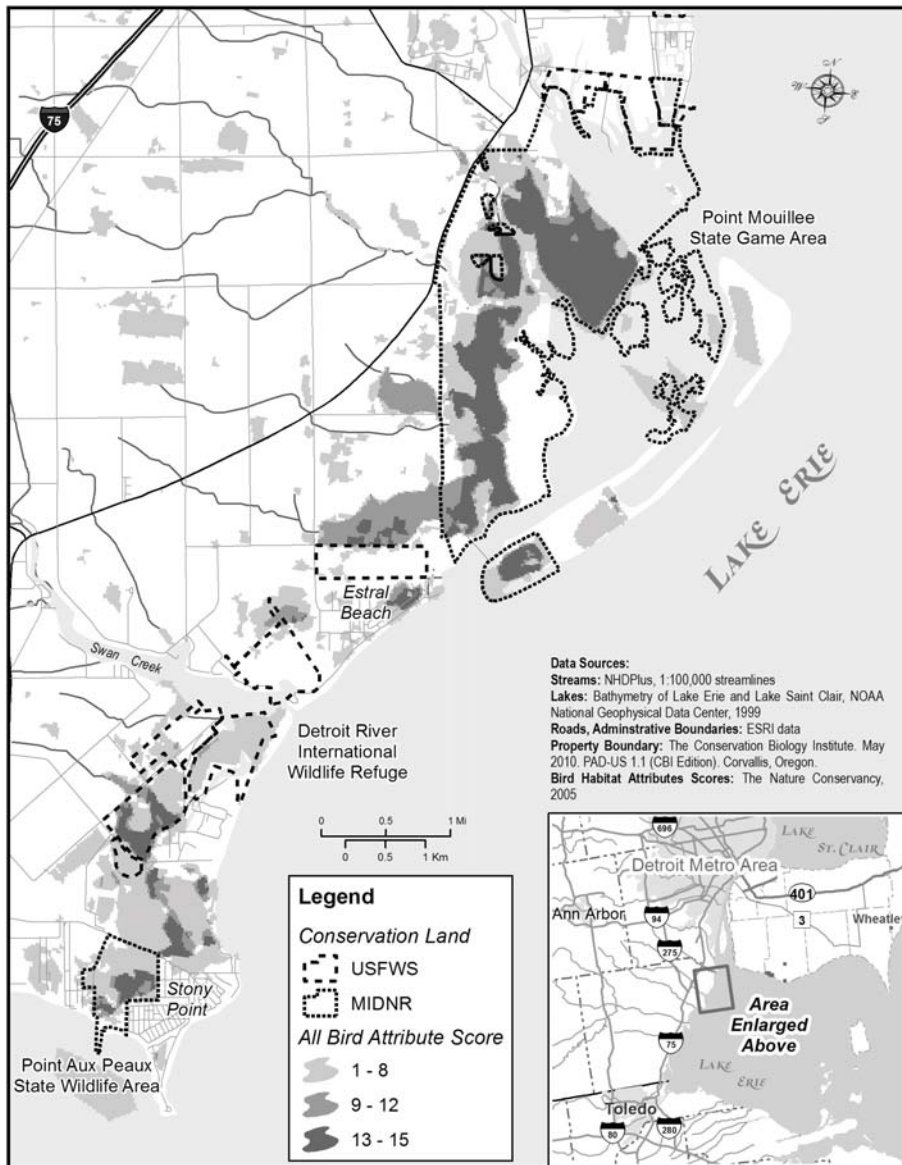 N
W
E
S
75
Point Mouillee
State Game Area
LAKE ERIE
Estral
Beach
Swan Creek
Detroit River
International
Wildlife Refuge
0 0.5 1 Mi
0 0.5 1 Km
Data Sources:
Streams: NHDPlus, 1:100,000 streamlines
Lakes: Bathymetry of Lake Erie and Lake Saint Clair, NOAA
National Geophysical Data Center, 1999
Roads, Adminstrative Boundaries: ESRI data
Property Boundary: The Conservation Biology Institute. May
2010. PAD-US 1.1 (CBI Edition). Corvallis, Oregon.
Bird Habitat Attributes Scores: The Nature Conservancy,
2005
Stony
Point
Point Aux Peaux
State Wildlife Area
Legend
Conservation Land
USFWS
MIDNR
All Bird Attribute Score
1 - 8
9 - 12
13 - 15
696
LAKE
ST. CLAIR
Detroit Metro Area
401
Ann Arbor
94
3
Wheatley
275
Area
Enlarged
Above
75
LAKE
ERIE
Toledo
80
280